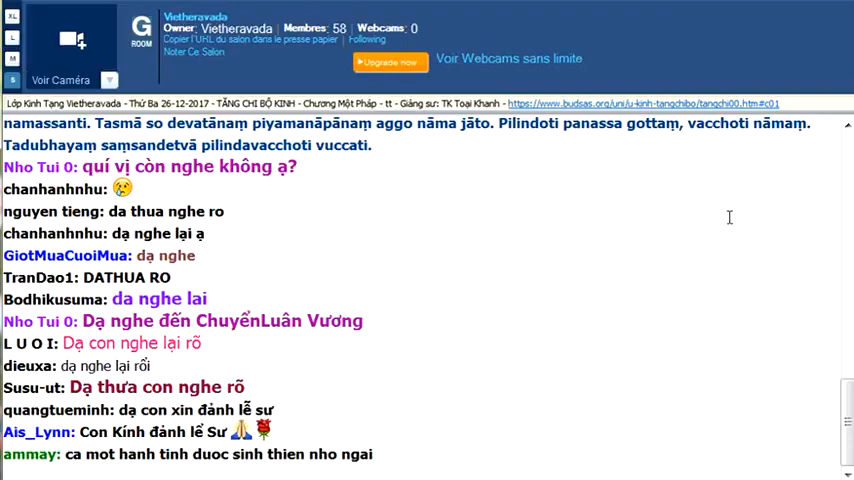 XL
L
M
S
Voir Caméra
G
ROOM
Vietheravada
Owner: Vietheravada Membres: 58 Webcams: 0
Copier l'URL du salon dans le presse papier | Following
Noter Ce Salon
Upgrade now
Voir Webcams sans limite
Lớp Kinh Tạng Vietheravada - Thứ Ba 26-12-2017 - TĂNG CHI BỘ KINH - Chương Một Pháp - tt - Giảng sư: TK Toại Khanh - https://www.budsas.org/uni/u-kinh-tangchibo/tangchi00.htm#c01
namassanti. Tasmā so devatānaṃ piyamanāpānaṃ aggo nāma jāto. Pilindoti panassa gottaṃ, vacchoti nāmaṃ.
Tadubhayaṃ saṃsandetvā pilindavacchoti vuccati.
Nho Tui 0: quí vị còn nghe không ạ?
chanhanhnhu: 😢
nguyen tieng: da thua nghe ro
chanhanhnhu: dạ nghe lại ạ
GiotMuaCuoiMua: dạ nghe
TranDao1: DATHUA RO
Bodhikusuma: da nghe lai
Nho Tui 0: Dạ nghe đến ChuyểnLuân Vương
L U O I: Dạ con nghe lại rõ
dieuxa: dạ nghe lại rổi
Susu-ut: Dạ thưa con nghe rõ
quangtueminh: dạ con xin đảnh lễ sư
Ais_Lynn: Con Kính đảnh lể Sư 🙏🌹
ammay: ca mot hanh tinh duoc sinh thien nho ngai